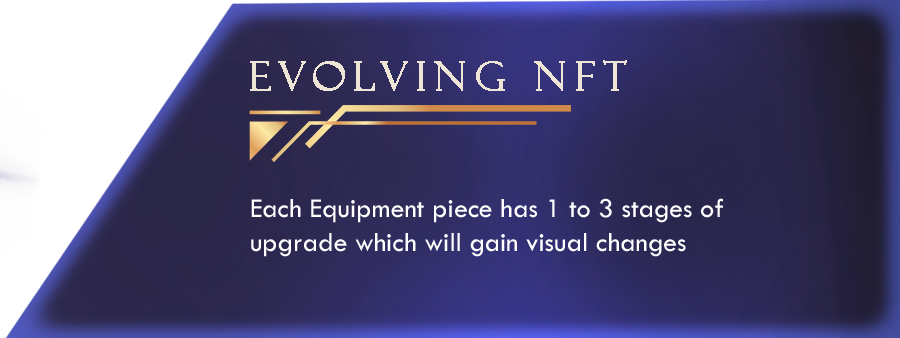 EVOLVING NFT
Each Equipment piece has 1 to 3 stages of
upgrade which will gain visual changes